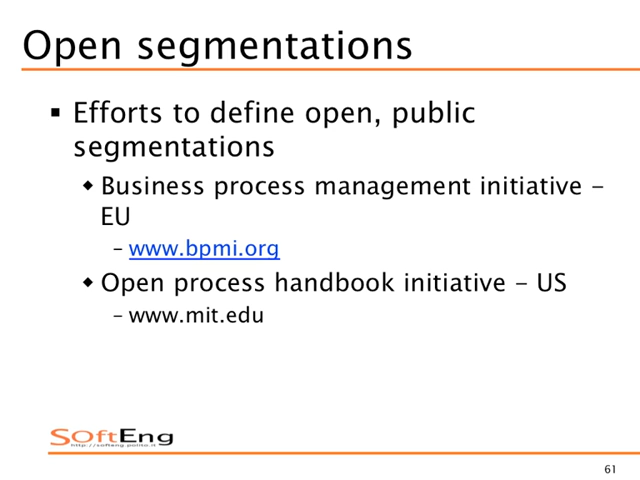 Open segmentations
▪ Efforts to define open, public
segmentations
◆ Business process management initiative –
EU
– www.bpmi.org
◆ Open process handbook initiative – US
– www.mit.edu
SOftEng
http://softeng.polito.it
61